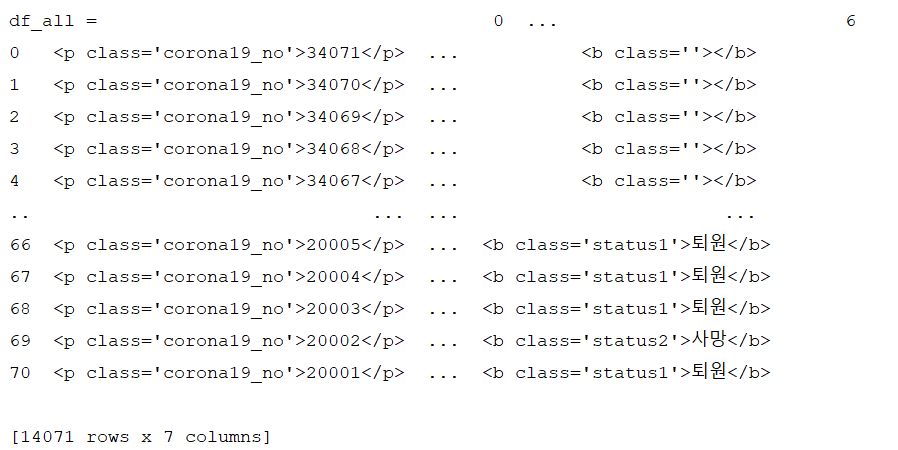 df_all = 0 ... 6
0 <p class='corona19_no'>34071</p> ... <b class=''></b>
1 <p class='corona19_no'>34070</p> ... <b class=''></b>
2 <p class='corona19_no'>34069</p> ... <b class=''></b>
3 <p class='corona19_no'>34068</p> ... <b class=''></b>
4 <p class='corona19_no'>34067</p> ... <b class=''></b>
.. ... ... ...
66 <p class='corona19_no'>20005</p> ... <b class='status1'>퇴원</b>
67 <p class='corona19_no'>20004</p> ... <b class='status1'>퇴원</b>
68 <p class='corona19_no'>20003</p> ... <b class='status1'>퇴원</b>
69 <p class='corona19_no'>20002</p> ... <b class='status2'>사망</b>
70 <p class='corona19_no'>20001</p> ... <b class='status1'>퇴원</b>
[14071 rows x 7 columns]